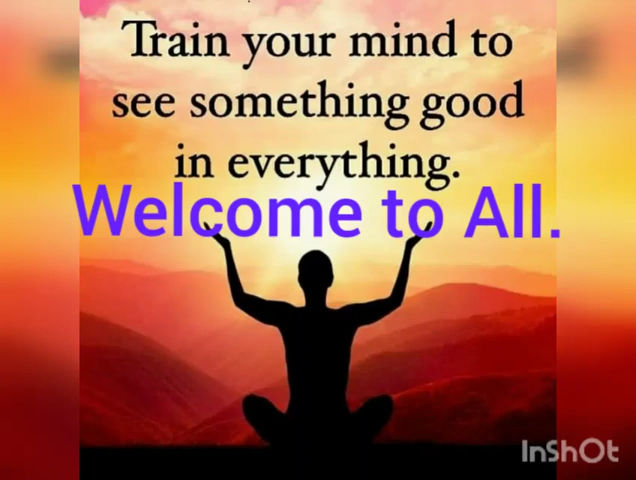 Train your mind to
see something good
in everything.
Welcome to All.
InShOt